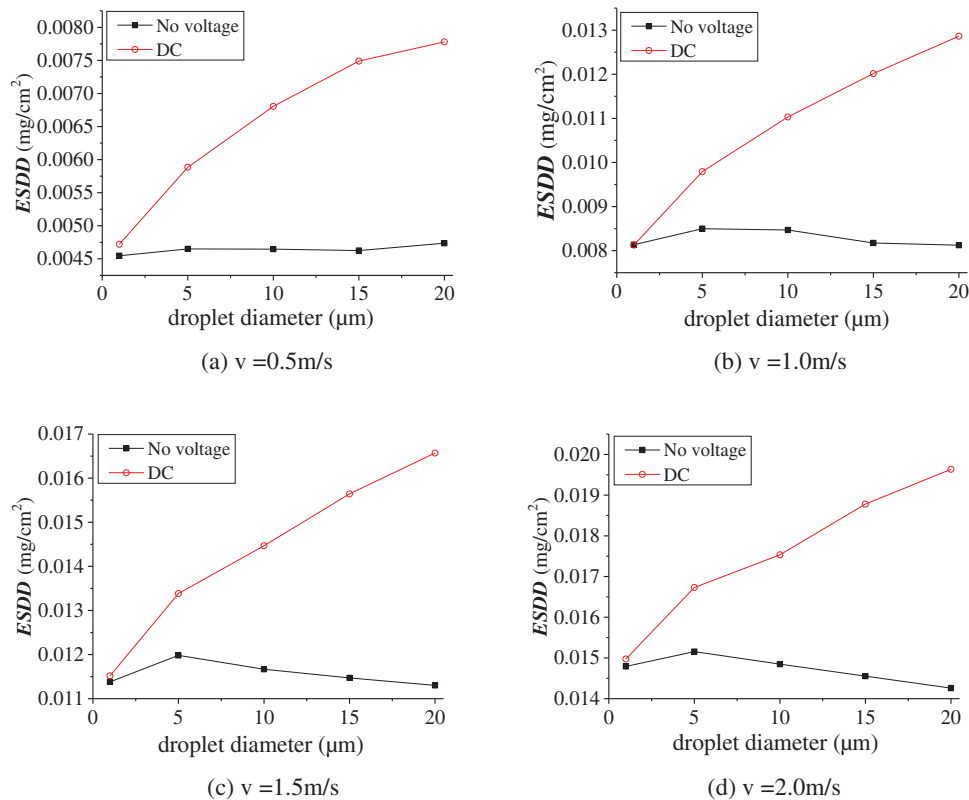 0.0080
0.0075
0.0070
0.0065
0.0060
0.0055
0.0050
0.0045
ESDD (mg/cm²)
No voltage
DC
0 5 10 15 20
droplet diameter (μm)
(a) v =0.5m/s
0.013
0.012
0.011
0.010
0.009
0.008
ESDD (mg/cm²)
No voltage
DC
0 5 10 15 20
droplet diameter (μm)
(b) v =1.0m/s
0.017
0.016
0.015
0.014
0.013
0.012
0.011
ESDD (mg/cm²)
No voltage
DC
0 5 10 15 20
droplet diameter (μm)
(c) v =1.5m/s
0.020
0.019
0.018
0.017
0.016
0.015
0.014
ESDD (mg/cm²)
No voltage
DC
0 5 10 15 20
droplet diameter (μm)
(d) v =2.0m/s